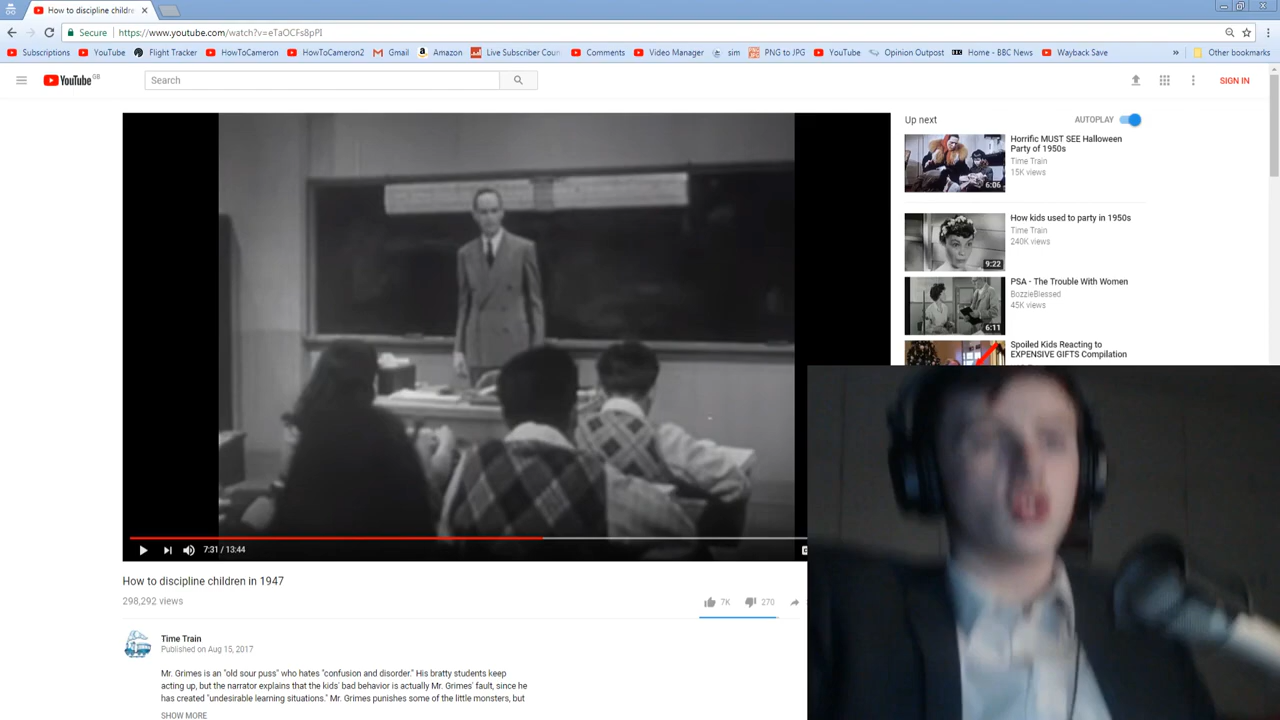 How to discipline childre
Secure
https://www.youtube.com/watch?v=eTaOCFs8pPI
Subscriptions
YouTube
Flight Tracker
HowToCameron
HowToCameron2
Gmail
Amazon
Live Subscriber Coun
Comments
Video Manager
sim
PNG to JPG
YouTube
Opinion Outpost
Home - BBC News
Wayback Save
»
Other bookmarks
YouTube GB
Search
SIGN IN
Up next
AUTOPLAY
Horrific MUST SEE Halloween
Party of 1950s
Time Train
15K views
6:06
How kids used to party in 1950s
Time Train
240K views
9:22
PSA - The Trouble With Women
BozzieBlessed
45K views
6:11
Spoiled Kids Reacting to
EXPENSIVE GIFTS Compilation
7:31 / 13:44
How to discipline children in 1947
298,292 views
7K
270
Time Train
Published on Aug 15, 2017
Mr. Grimes is an "old sour puss" who hates "confusion and disorder." His bratty students keep
acting up, but the narrator explains that the kids' bad behavior is actually Mr. Grimes' fault, since he
has created "undesirable learning situations." Mr. Grimes punishes some of the little monsters, but
SHOW MORE